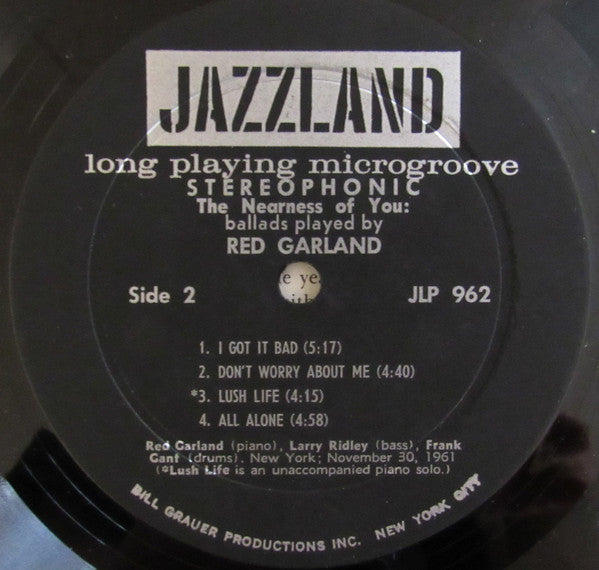 JAZZLAND
long playing microgroove
STEREOPHONIC
The Nearness of You:
ballads played by
RED GARLAND
Side 2
JLP 962
1. I GOT IT BAD (5:17)
2. DON'T WORRY ABOUT ME (4:40)
*3. LUSH LIFE (4:15)
4. ALL ALONE (4:58)
Red Garland (piano), Larry Ridley (bass), Frank
Gant (drums). New York; November 30, 1961
(*Lush Life is an unaccompanied piano solo.)
BILL GRAUER PRODUCTIONS INC. NEW YORK CITY